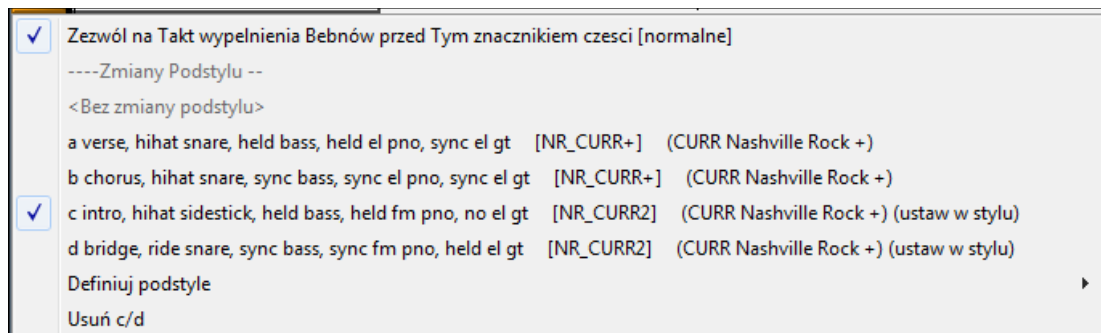 Zezwól na Takt wypelnienia Bebnów przed Tym znacznikiem czesci [normalne]
----Zmiany Podstylu --
<Bez zmiany podstylu>
a verse, hihat snare, held bass, held el pno, sync el gt [NR_CURR+] (CURR Nashville Rock +)
b chorus, hihat snare, sync bass, sync el pno, sync el gt [NR_CURR+] (CURR Nashville Rock +)
c intro, hihat sidestick, held bass, held fm pno, no el gt [NR_CURR2] (CURR Nashville Rock +) (ustaw w stylu)
d bridge, ride snare, sync bass, sync fm pno, held el gt [NR_CURR2] (CURR Nashville Rock +) (ustaw w stylu)
Definiuj podstyle
Usuń c/d